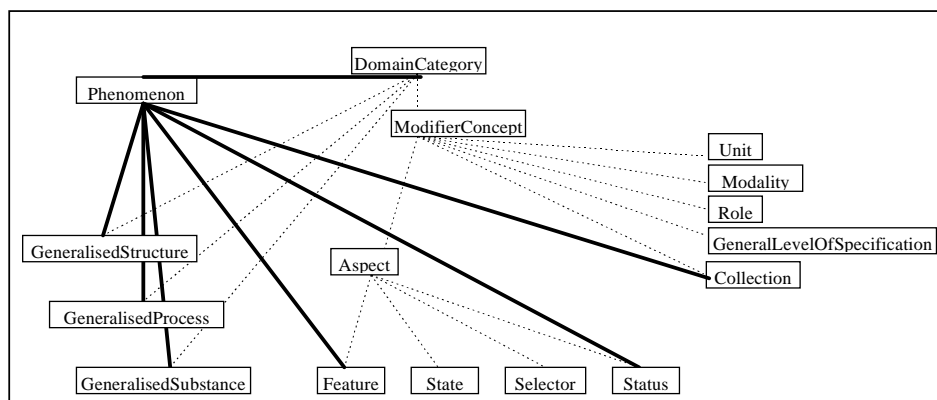 DomainCategory
Phenomenon
ModifierConcept
Unit
Modality
Role
GeneralLevelOfSpecification
GeneralisedStructure
Aspect
Collection
GeneralisedProcess
GeneralisedSubstance
Feature
State
Selector
Status